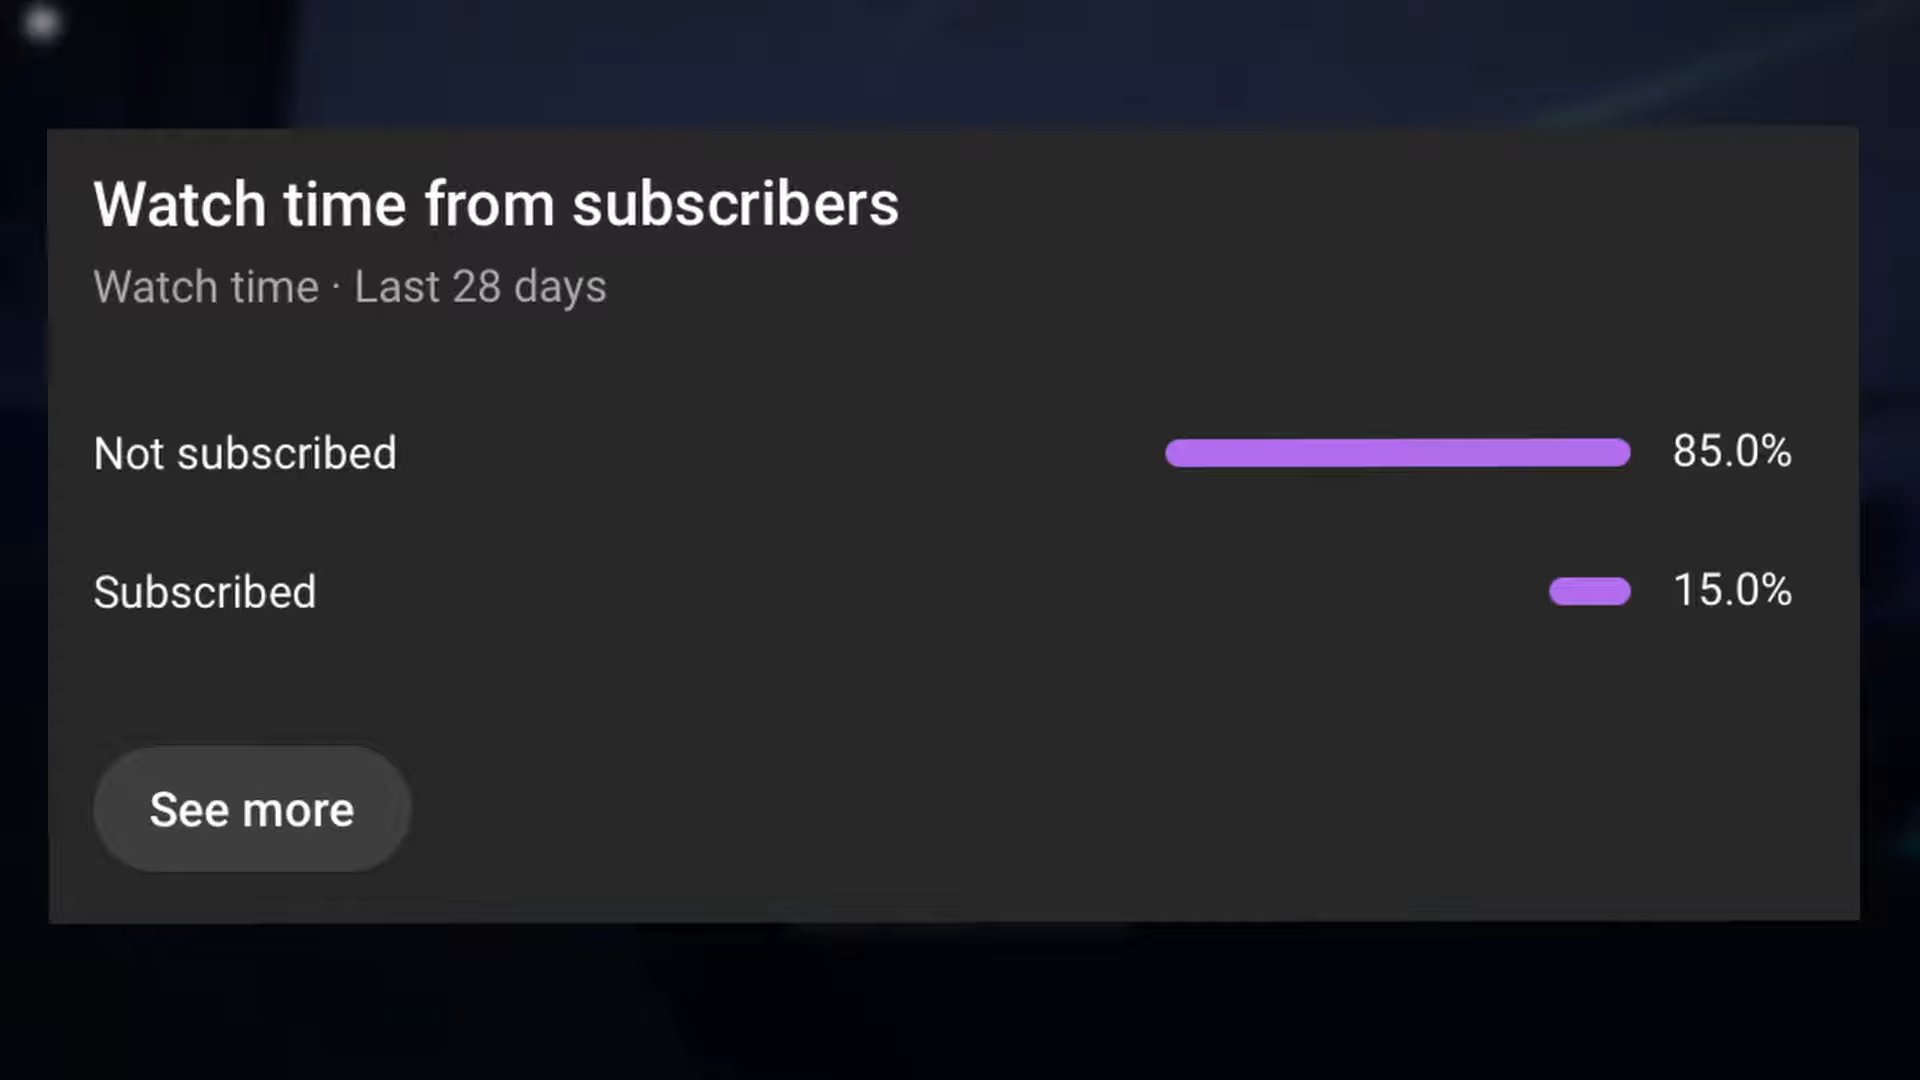 Watch time from subscribers
Watch time · Last 28 days
Not subscribed 85.0%
Subscribed 15.0%
See more